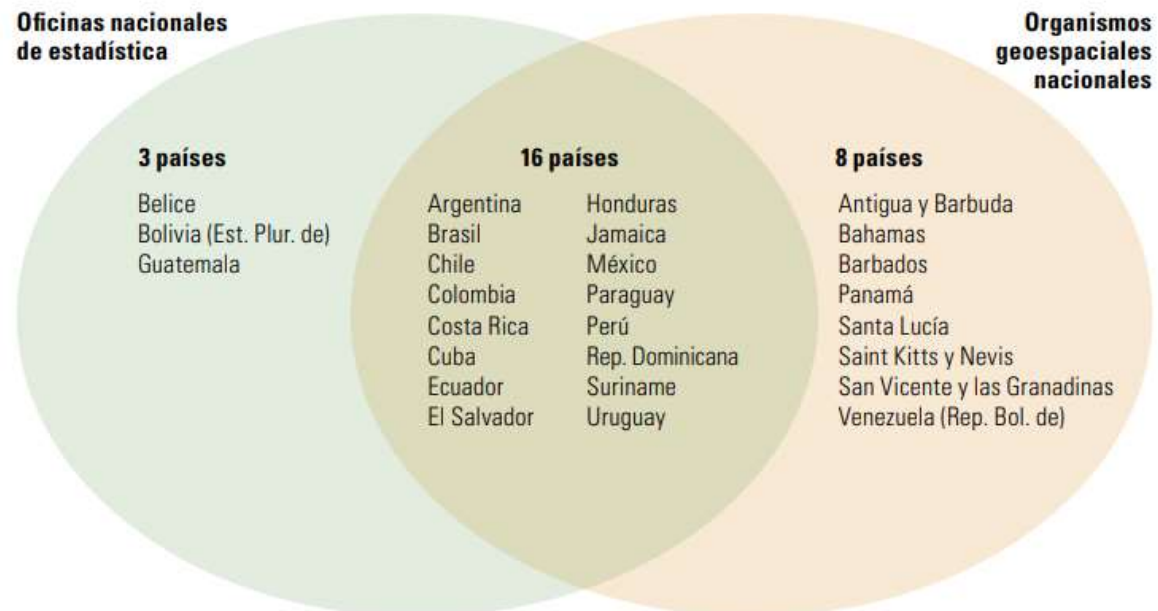 Oficinas nacionales
de estadística
Organismos
geoespaciales
nacionales
3 países
Belice
Bolivia (Est. Plur. de)
Guatemala
16 países
Argentina
Brasil
Chile
Colombia
Costa Rica
Cuba
Ecuador
El Salvador
Honduras
Jamaica
México
Paraguay
Perú
Rep. Dominicana
Suriname
Uruguay
8 países
Antigua y Barbuda
Bahamas
Barbados
Panamá
Santa Lucía
Saint Kitts y Nevis
San Vicente y las Granadinas
Venezuela (Rep. Bol. de)